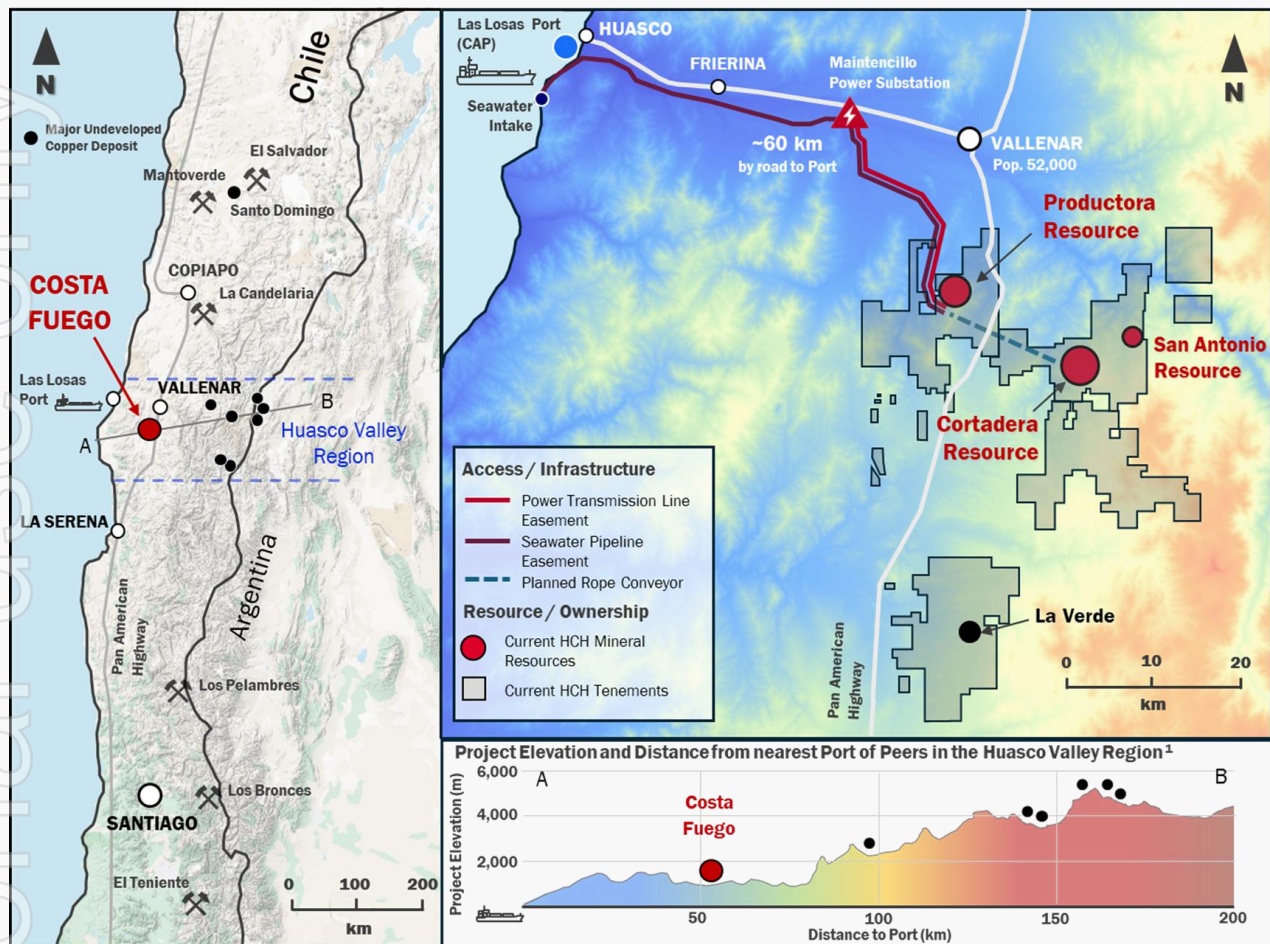 N
Major Undeveloped
Copper Deposit
Chile
El Salvador
Mantoverde
Santo Domingo
COPIAPO
La Candelaria
COSTA
FUEGO
Las Losas
Port
VALLENAR
B
A
Huasco Valley
Region
LA SERENA
Argentina
Pan American
Highway
Los Pelambres
Los Bronces
SANTIAGO
El Teniente
0 100 200
km
Las Losas Port
(CAP)
HUASCO
FRIERINA
Maintencillo
Power Substation
N
Seawater
Intake
~60 km
by road to Port
VALLENAR
Pop. 52,000
Productora
Resource
San Antonio
Resource
Cortadera
Resource
Access / Infrastructure
Power Transmission Line
Easement
Seawater Pipeline
Easement
Planned Rope Conveyor
Resource / Ownership
Current HCH Mineral
Resources
Current HCH Tenements
La Verde
Pan American
Highway
0 10 20
km
Project Elevation and Distance from nearest Port of Peers in the Huasco Valley Region¹
Project Elevation (m)
6,000
4,000
2,000
A
B
Costa
Fuego
50 100 150 200
Distance to Port (km)